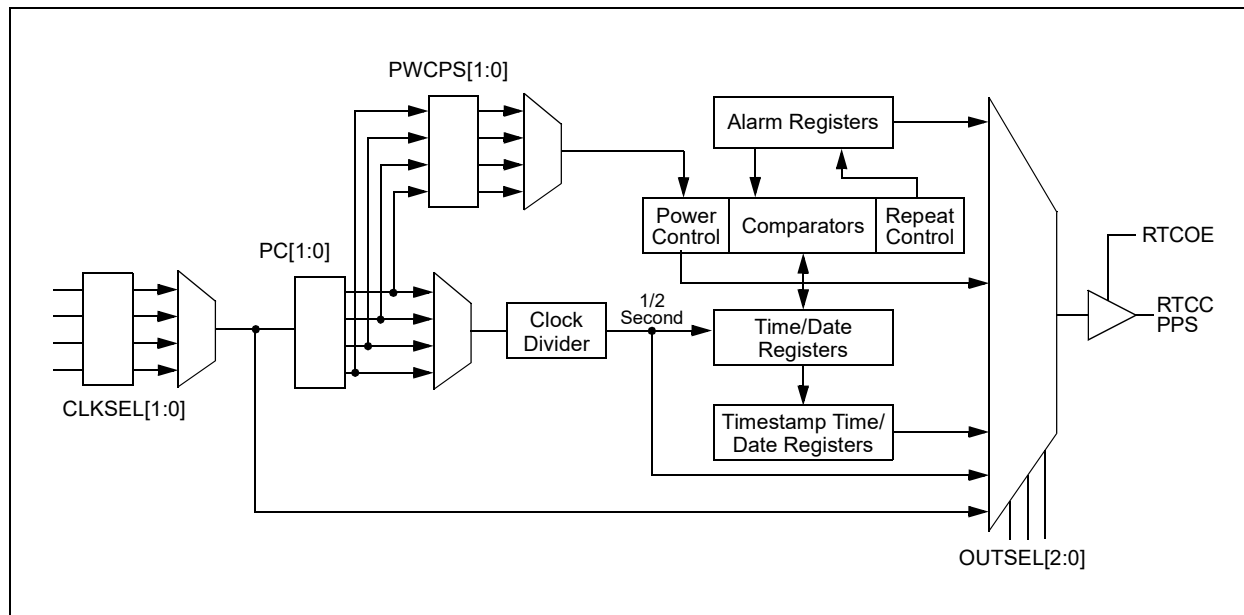 PWCPS[1:0]
Alarm Registers
Power
Control
Comparators
Repeat
Control
PC[1:0]
RTCOE
1/2
Second
Clock
Divider
Time/Date
Registers
RTCC
PPS
CLKSEL[1:0]
Timestamp Time/
Date Registers
OUTSEL[2:0]